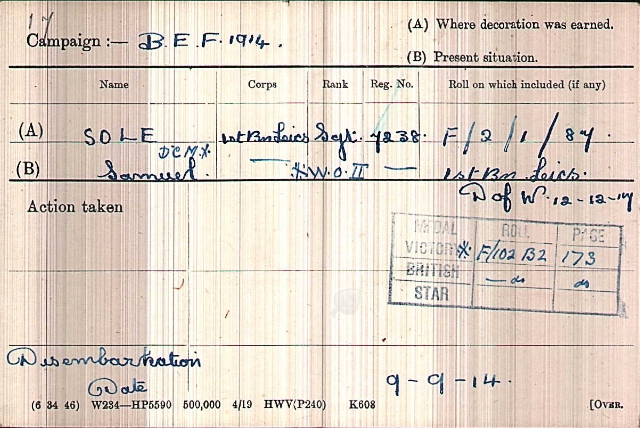 17
(A) Where decoration was earned.
Campaign :— B.E.F. 1914.
(B) Present situation.
Name Corps Rank Reg. No. Roll on which included (if any)
(A) SOLE 1st Bn Leics Sgt. 7238. F/2/1/87.
DCM.*
(B) Samuel. — *W.O.II — 1st Bn Leics.
D of W. 12-12-17
Action taken
MEDAL ROLL PAGE
VICTORY * F/102 B2 173
BRITISH — do do
STAR
Disembarkation
Date 9-9-14.
(6 34 46) W234—HP5590 500,000 4/19 HWV(P240) K608 [OVER.